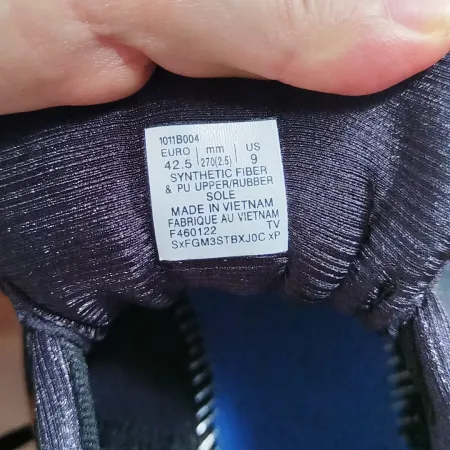 1011B004
EURO mm US
42.5 270(2.5) 9
SYNTHETIC FIBER
& PU UPPER/RUBBER
SOLE
MADE IN VIETNAM
FABRIQUE AU VIETNAM
F460122 TV
SxFGM3STBXJ0C xP